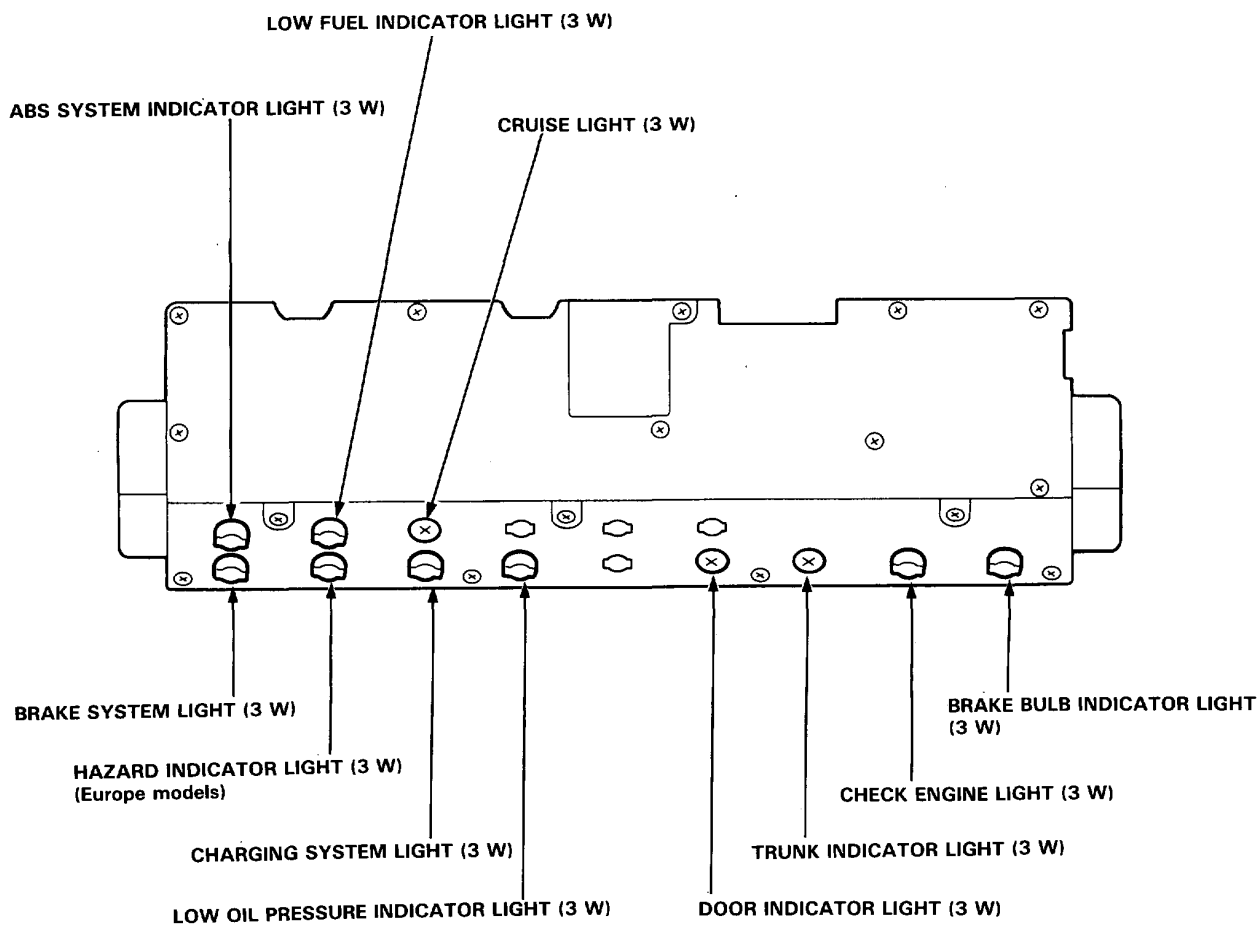 LOW FUEL INDICATOR LIGHT (3 W)
ABS SYSTEM INDICATOR LIGHT (3 W)
CRUISE LIGHT (3 W)
BRAKE SYSTEM LIGHT (3 W)
BRAKE BULB INDICATOR LIGHT
(3 W)
HAZARD INDICATOR LIGHT (3 W)
(Europe models)
CHECK ENGINE LIGHT (3 W)
CHARGING SYSTEM LIGHT (3 W)
TRUNK INDICATOR LIGHT (3 W)
LOW OIL PRESSURE INDICATOR LIGHT (3 W)
DOOR INDICATOR LIGHT (3 W)